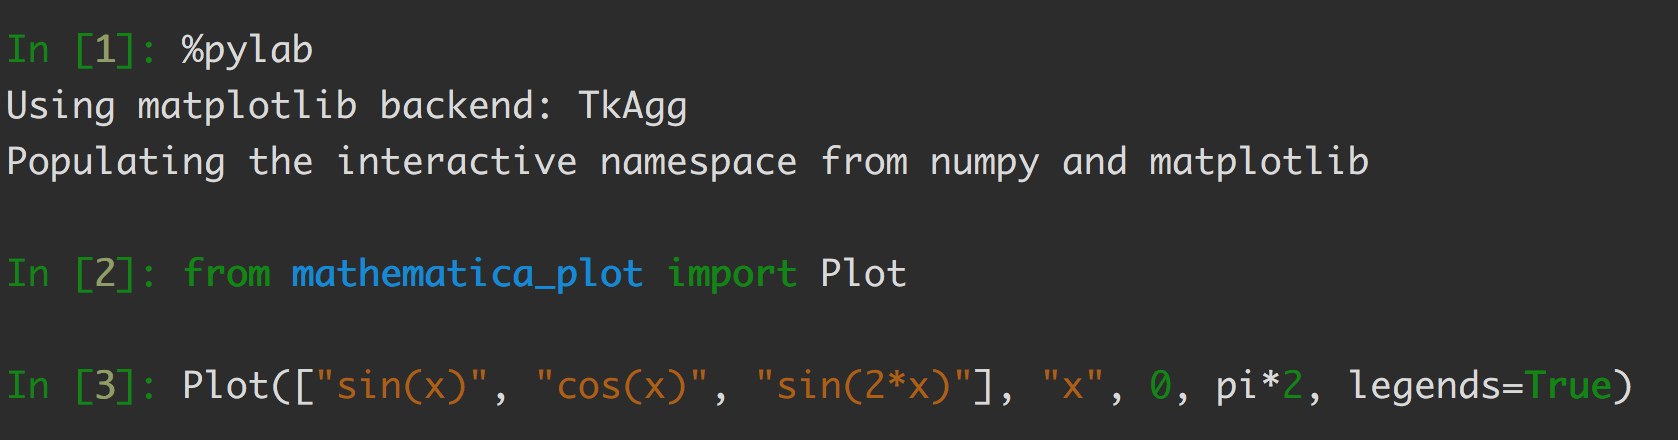 In [1]: %pylab
Using matplotlib backend: TkAgg
Populating the interactive namespace from numpy and matplotlib
In [2]: from mathematica_plot import Plot
In [3]: Plot(["sin(x)", "cos(x)", "sin(2*x)"], "x", 0, pi*2, legends=True)